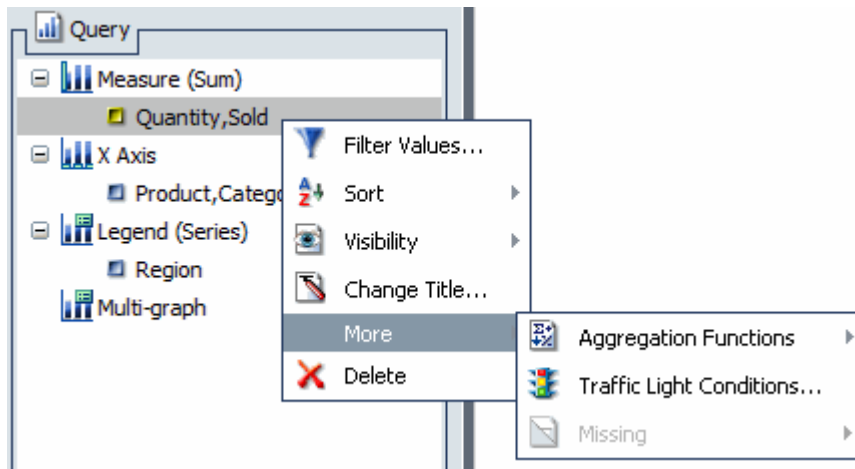 Query
Measure (Sum)
Quantity,Sold
X Axis
Product,Catego
Legend (Series)
Region
Multi-graph
Filter Values...
Sort
Visibility
Change Title...
More
Delete
Aggregation Functions
Traffic Light Conditions...
Missing